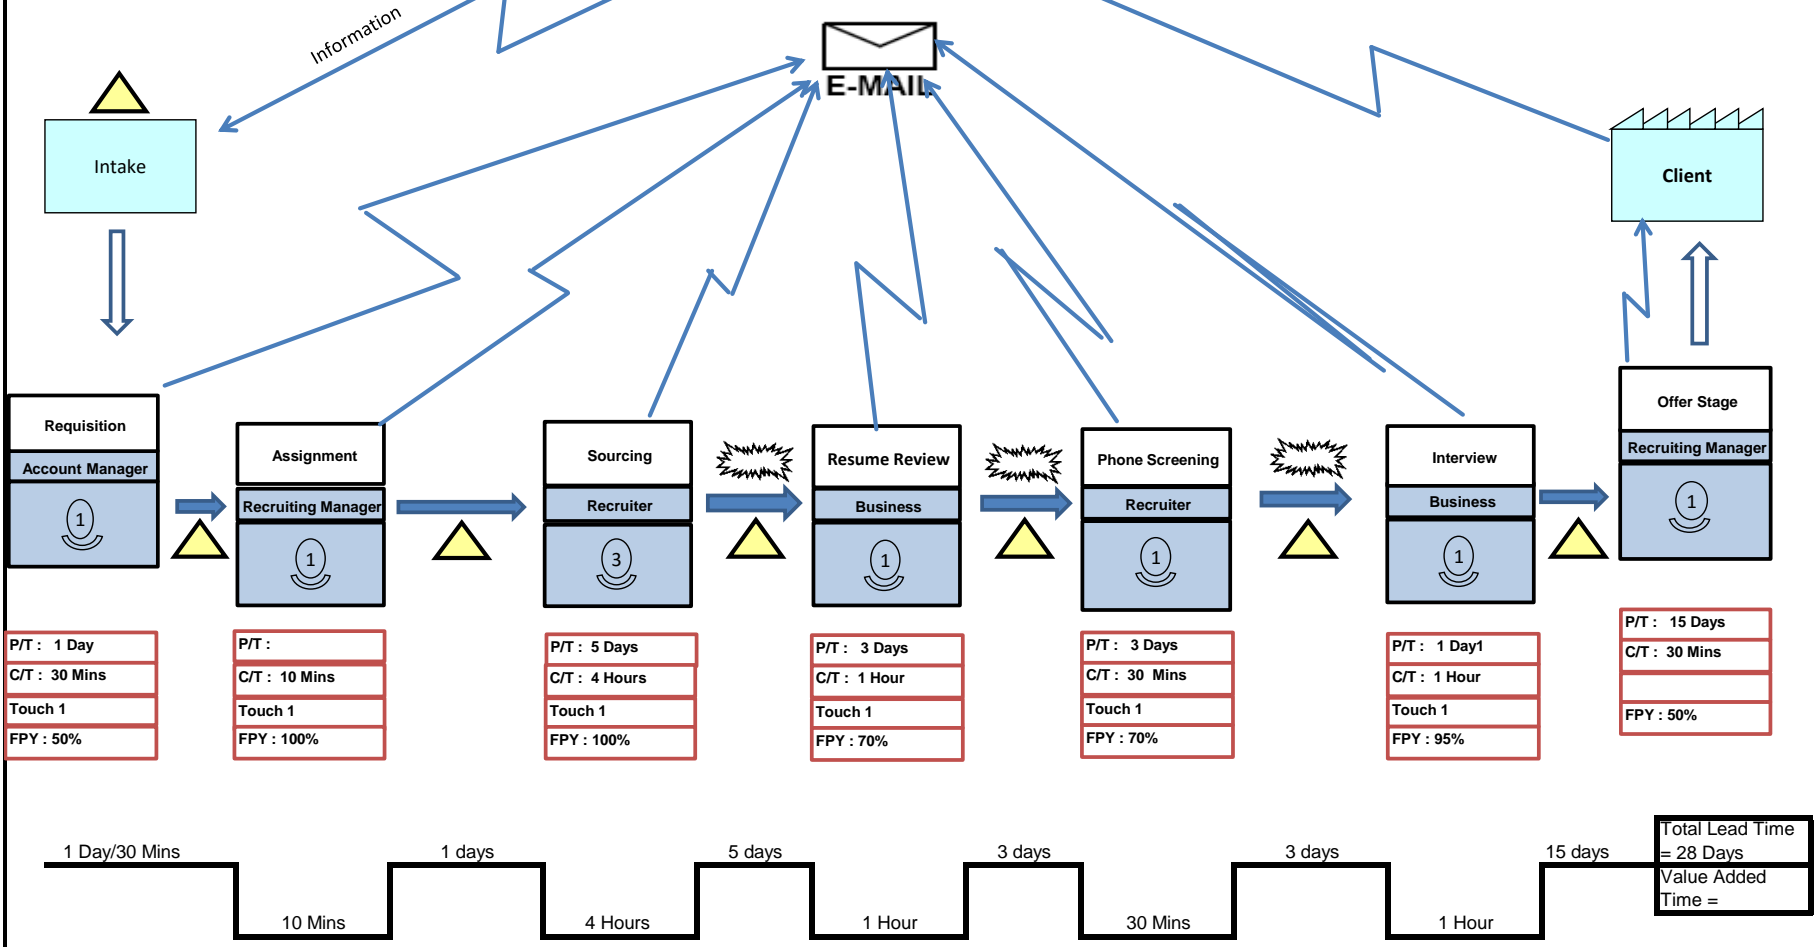 Information
E-MAIL
Intake
Client
Requisition
Account Manager
1
Assignment
Recruiting Manager
1
Sourcing
Recruiter
3
Resume Review
Business
1
Phone Screening
Recruiter
1
Interview
Business
1
Offer Stage
Recruiting Manager
1
P/T : 1 Day
C/T : 30 Mins
Touch 1
FPY : 50%
P/T :
C/T : 10 Mins
Touch 1
FPY : 100%
P/T : 5 Days
C/T : 4 Hours
Touch 1
FPY : 100%
P/T : 3 Days
C/T : 1 Hour
Touch 1
FPY : 70%
P/T : 3 Days
C/T : 30 Mins
Touch 1
FPY : 70%
P/T : 1 Day1
C/T : 1 Hour
Touch 1
FPY : 95%
P/T : 15 Days
C/T : 30 Mins
FPY : 50%
1 Day/30 Mins
10 Mins
1 days
4 Hours
5 days
1 Hour
3 days
30 Mins
3 days
1 Hour
15 days
Total Lead Time
= 28 Days
Value Added
Time =